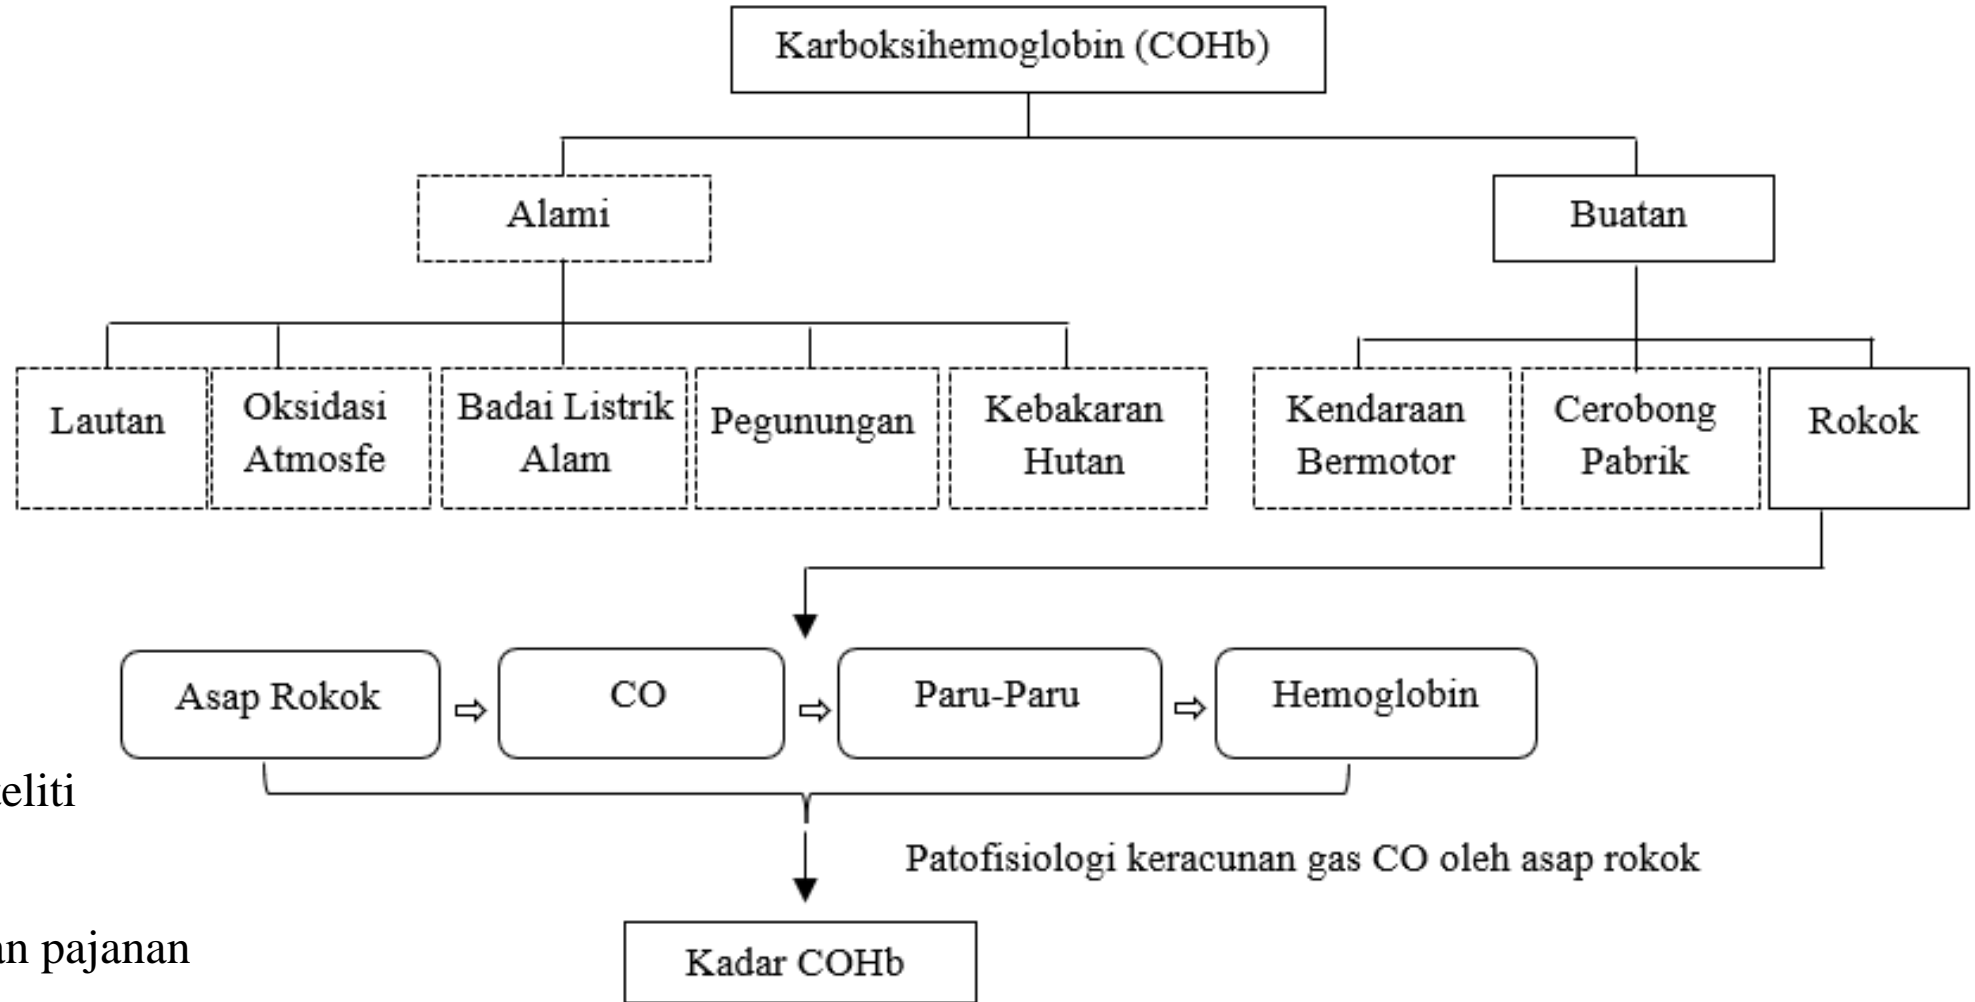 Karboksihemoglobin (COHb)
Alami
Buatan
Lautan
Oksidasi
Atmosfe
Badai Listrik
Alam
Pegunungan
Kebakaran
Hutan
Kendaraan
Bermotor
Cerobong
Pabrik
Rokok
Asap Rokok
CO
Paru-Paru
Hemoglobin
eliti
Patofisiologi keracunan gas CO oleh asap rokok
an pajanan
Kadar COHb